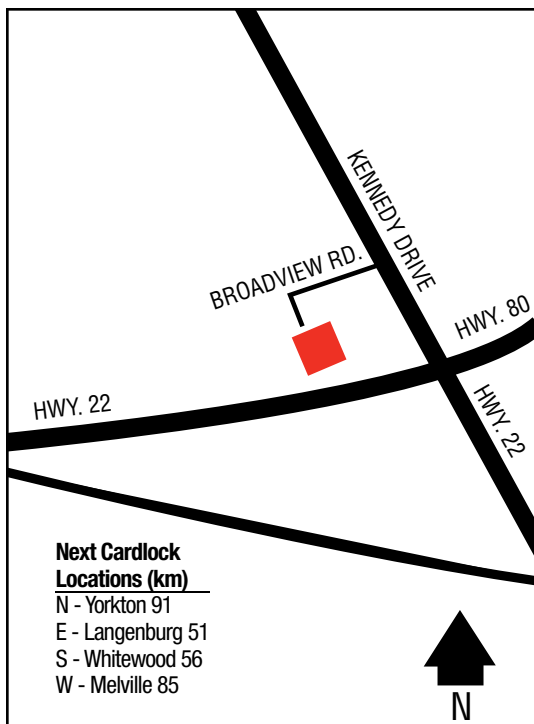 KENNEDY DRIVE
BROADVIEW RD.
HWY. 80
HWY. 22
HWY. 22
Next Cardlock
Locations (km)
N - Yorkton 91
E - Langenburg 51
S - Whitewood 56
W - Melville 85
N